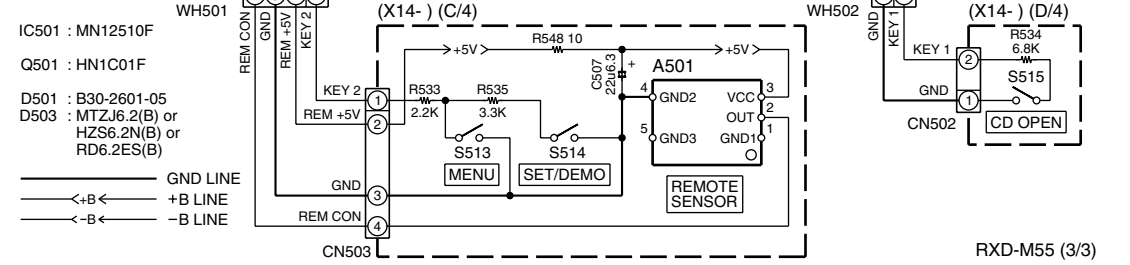 WH501
(X14- ) (C/4)
WH502
(X14- ) (D/4)
IC501 : MN12510F
Q501 : HN1C01F
D501 : B30-2601-05
D503 : MTZJ6.2(B) or
HZS6.2N(B) or
RD6.2ES(B)
GND LINE
+B
+B LINE
−B
−B LINE
REM CON
GND
REM +5V
KEY 2
KEY 2
REM +5V
GND
REM CON
1
2
3
4
CN503
+5V
R548 10
+5V
R533
2.2K
R535
3.3K
C507
22u6.3
+
S513
MENU
S514
SET/DEMO
A501
4
GND2
5
GND3
VCC
3
OUT
2
GND1
1
REMOTE
SENSOR
GND
KEY 1
KEY 1
GND
2
1
CN502
R534
6.8K
S515
CD OPEN
RXD-M55 (3/3)